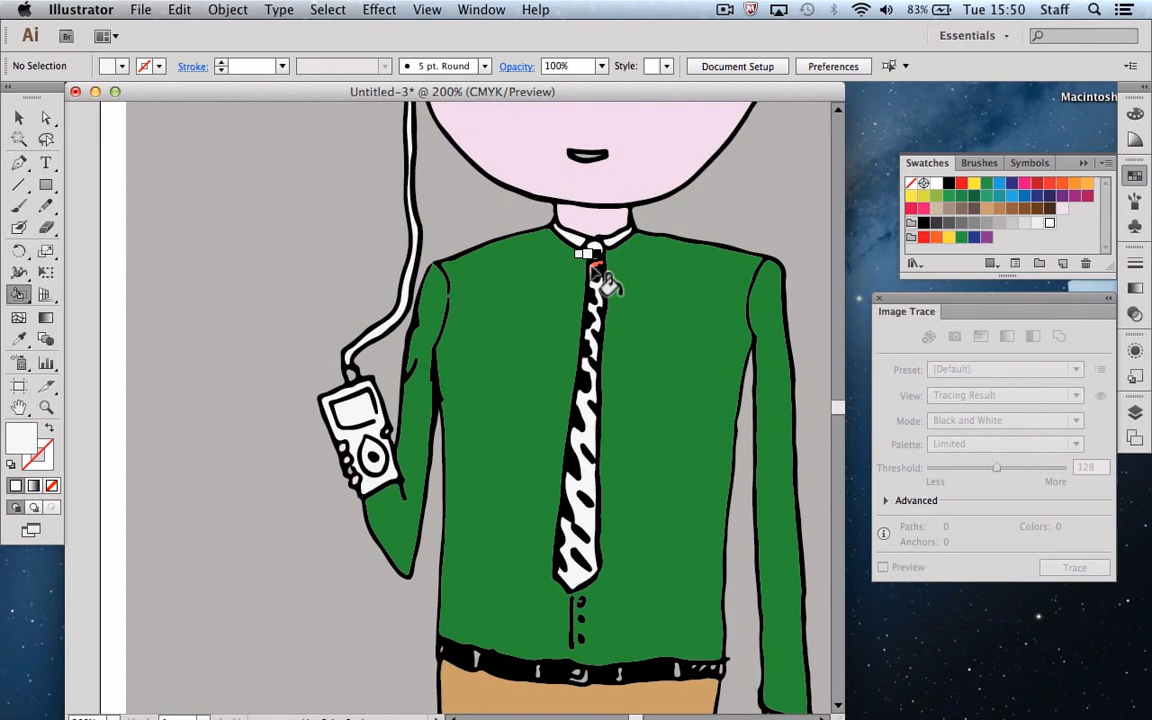 Illustrator File Edit Object Type Select Effect View Window Help 83% Tue 15:50 Staff
Ai Br Essentials
No Selection Stroke: 5 pt. Round Opacity: 100% Style: Document Setup Preferences
Untitled-3* @ 200% (CMYK/Preview)
Macintosh
Swatches Brushes Symbols
Image Trace
Preset: [Default]
View: Tracing Result
Mode: Black and White
Palette: Limited
Threshold: 128
Less More
Advanced
Paths: 0 Colors: 0
Anchors: 0
Preview Trace